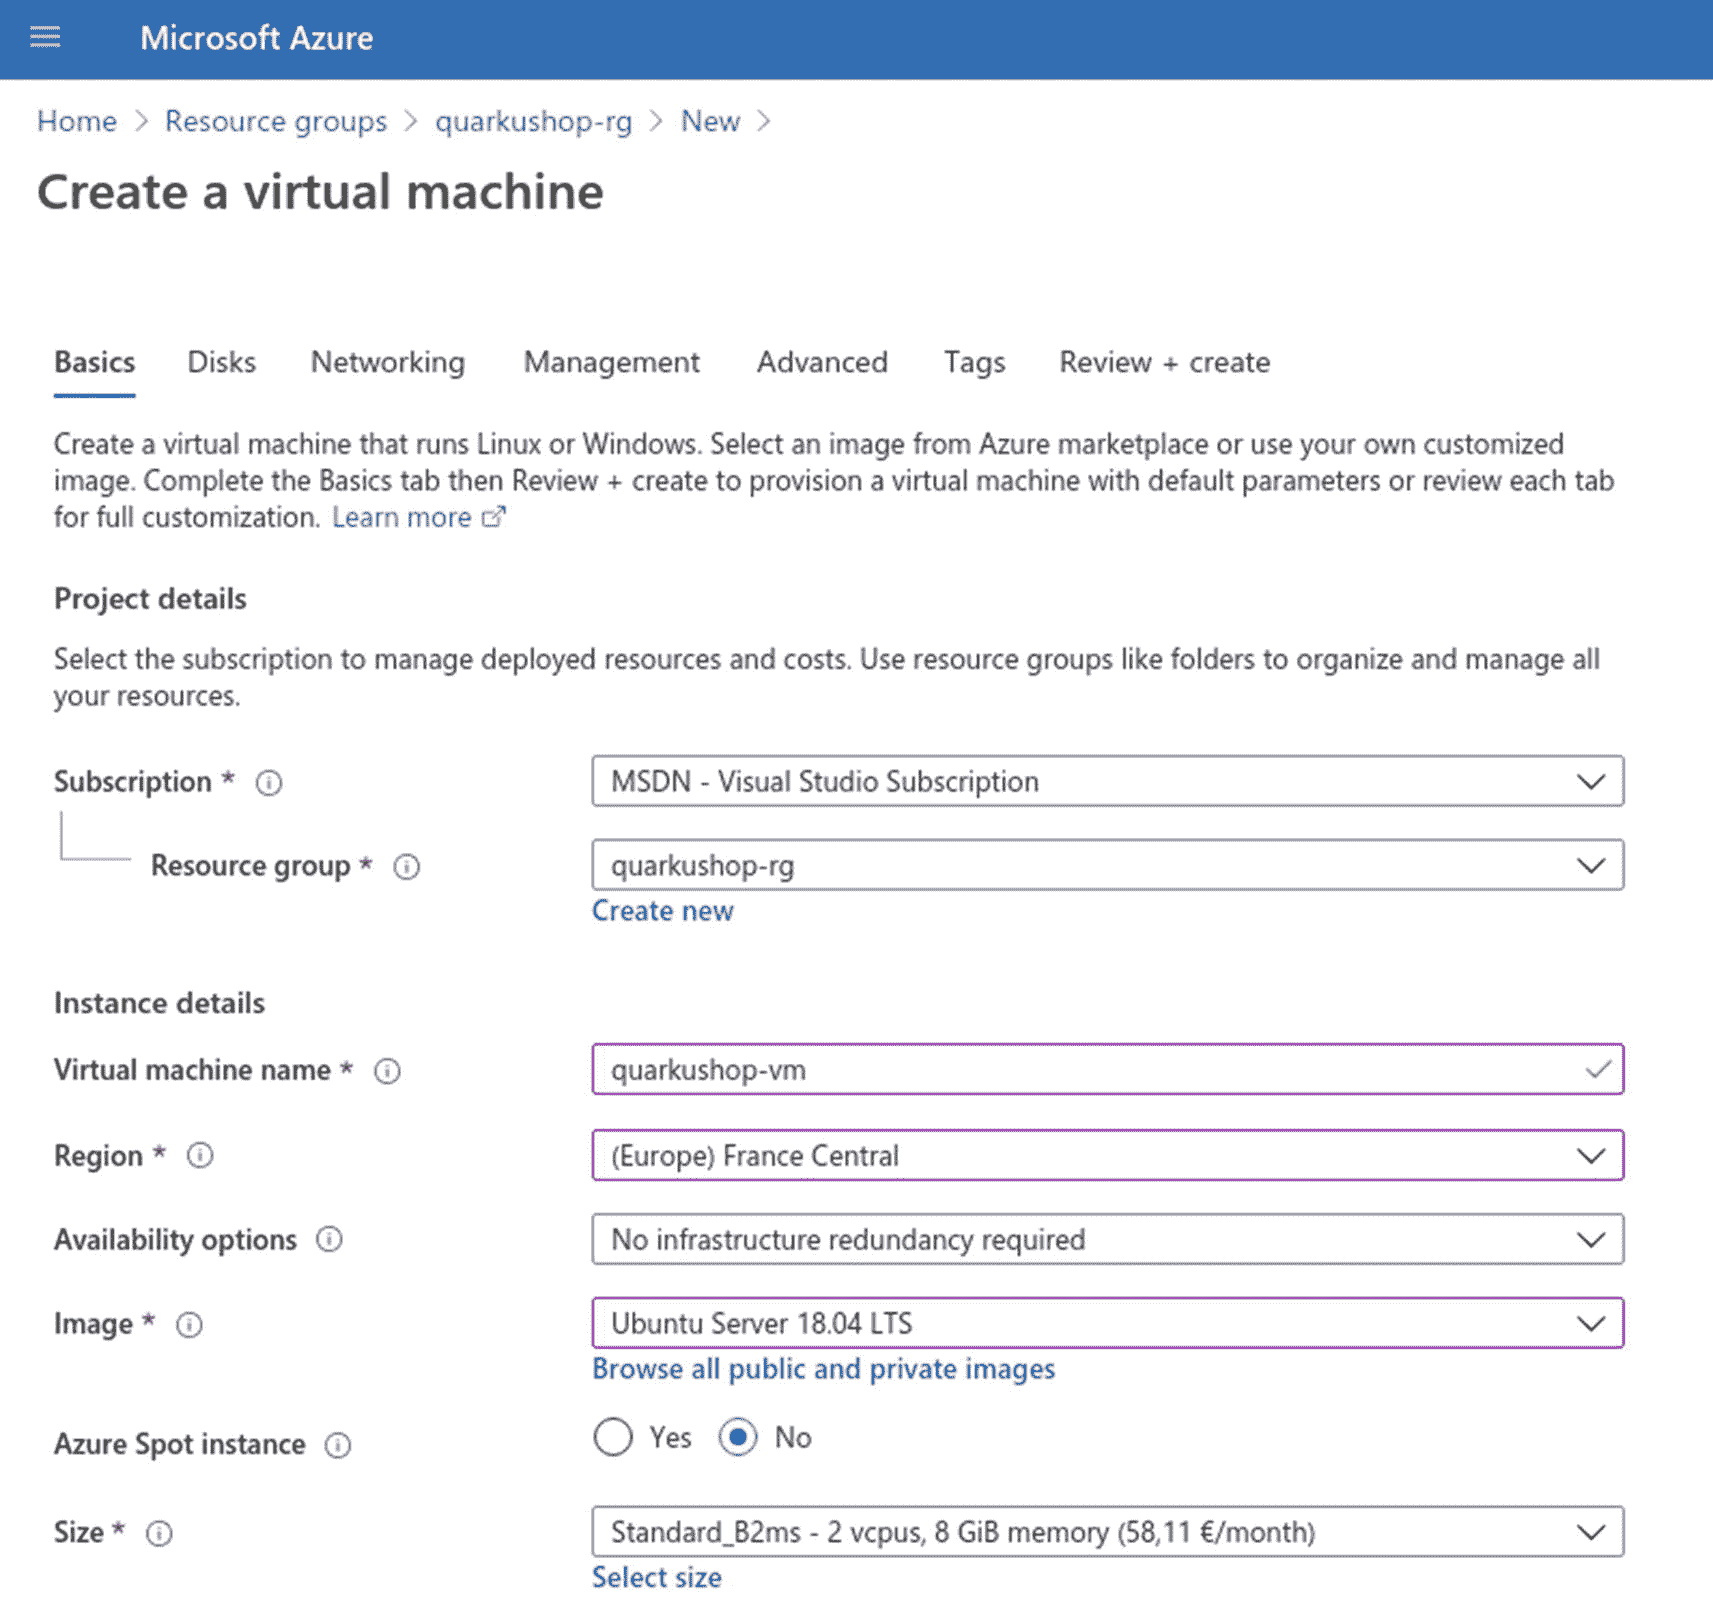 Microsoft Azure
Home > Resource groups > quarkushop-rg > New >
Create a virtual machine
Basics Disks Networking Management Advanced Tags Review + create
Create a virtual machine that runs Linux or Windows. Select an image from Azure marketplace or use your own customized
image. Complete the Basics tab then Review + create to provision a virtual machine with default parameters or review each tab
for full customization. Learn more
Project details
Select the subscription to manage deployed resources and costs. Use resource groups like folders to organize and manage all
your resources.
Subscription * MSDN - Visual Studio Subscription
Resource group * quarkushop-rg
Create new
Instance details
Virtual machine name * quarkushop-vm
Region * (Europe) France Central
Availability options No infrastructure redundancy required
Image * Ubuntu Server 18.04 LTS
Browse all public and private images
Azure Spot instance Yes No
Size * Standard_B2ms - 2 vcpus, 8 GiB memory (58,11 €/month)
Select size